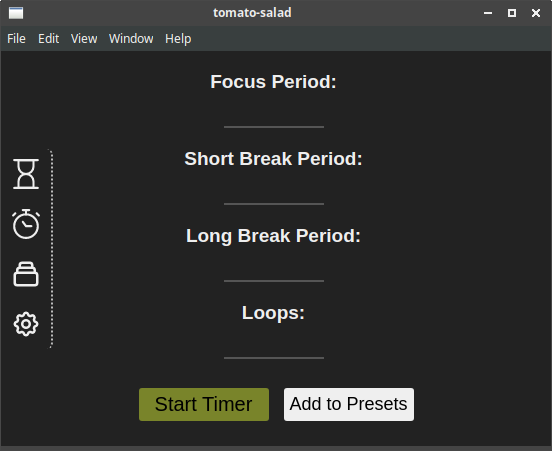 tomato-salad
File Edit View Window Help
Focus Period:
Short Break Period:
Long Break Period:
Loops:
Start Timer Add to Presets